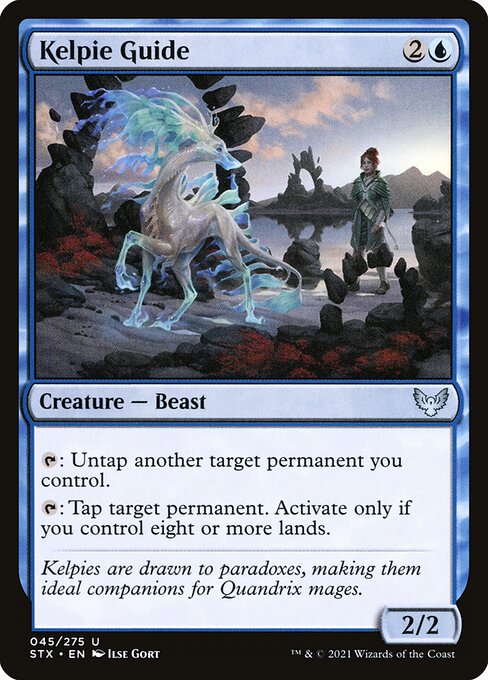 Kelpie Guide 2
Creature — Beast
: Untap another target permanent you
control.
: Tap target permanent. Activate only if
you control eight or more lands.
Kelpies are drawn to paradoxes, making them
ideal companions for Quandrix mages.
2/2
045/275 U
STX • EN Ilse Gort
™ & © 2021 Wizards of the Coast